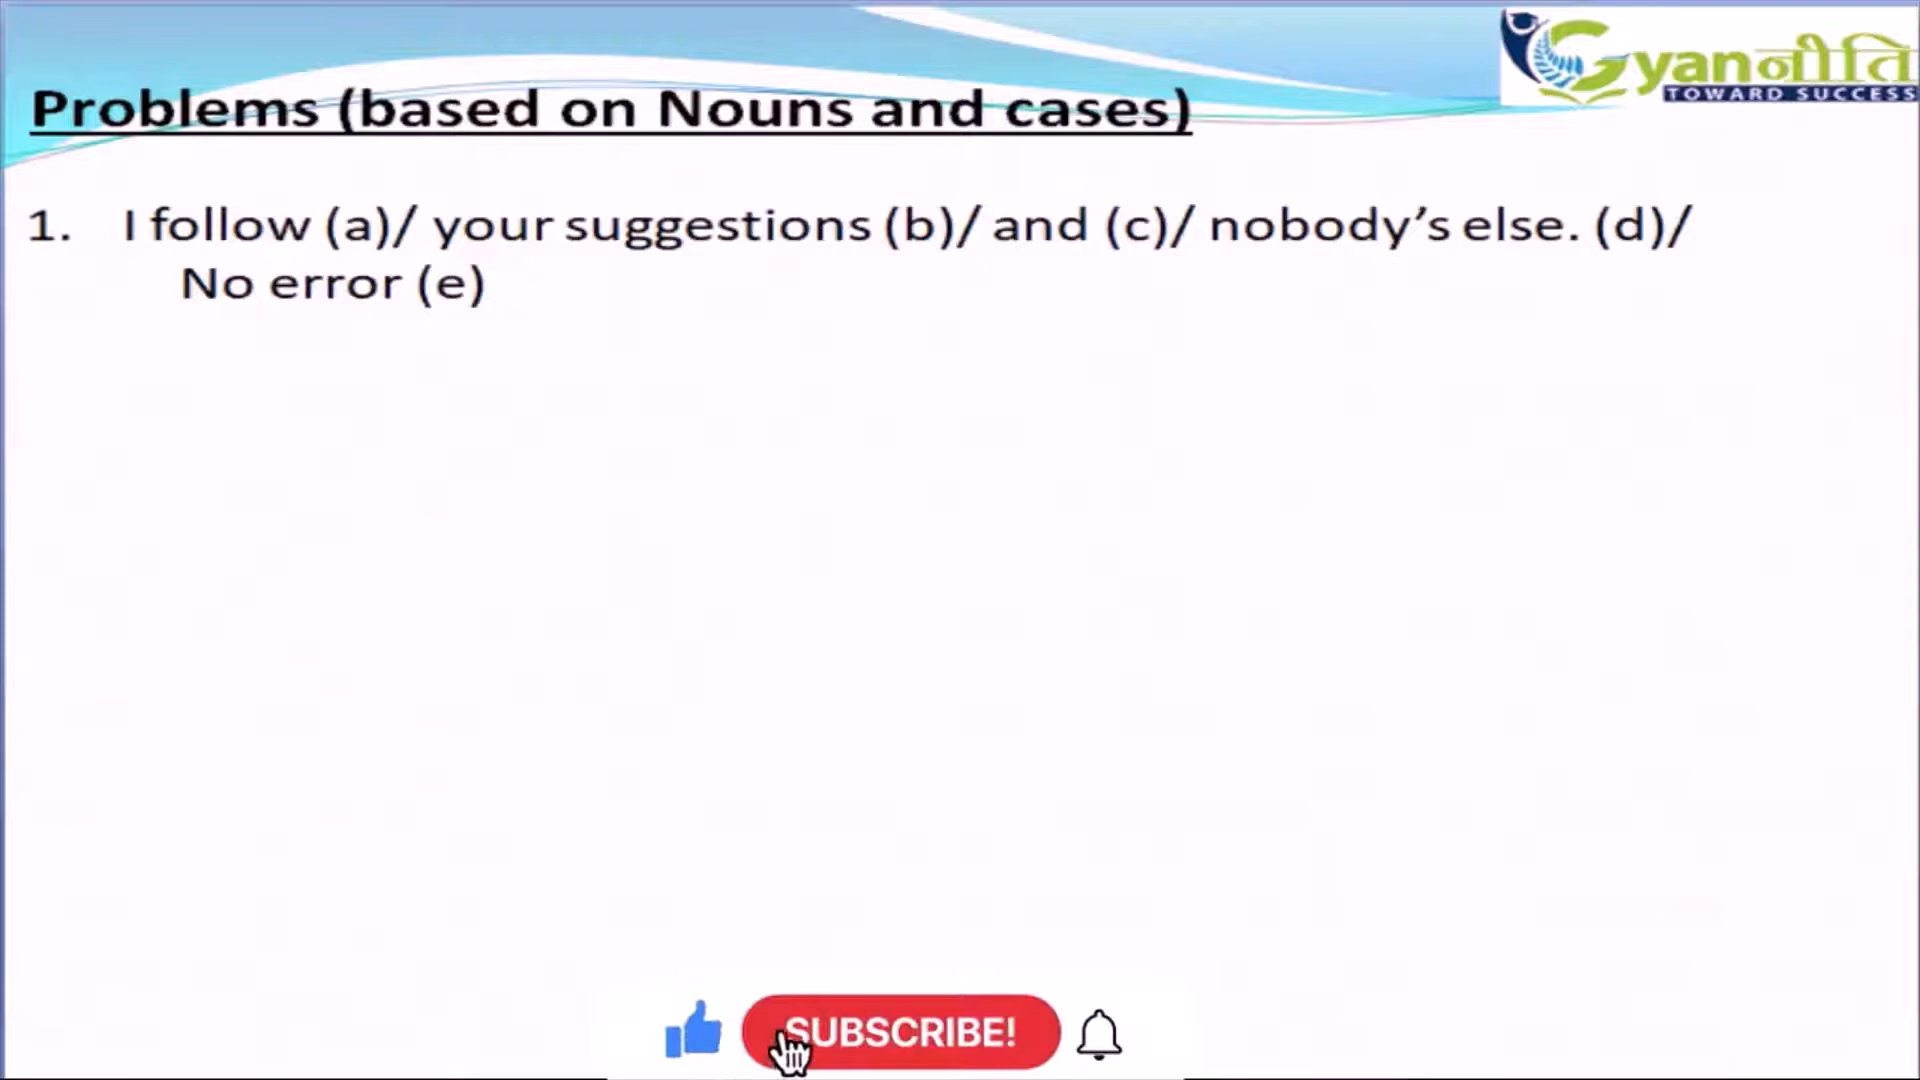 Gyanनीति
TOWARD SUCCESS
Problems (based on Nouns and cases)
1. I follow (a)/ your suggestions (b)/ and (c)/ nobody’s else. (d)/
No error (e)
SUBSCRIBE!